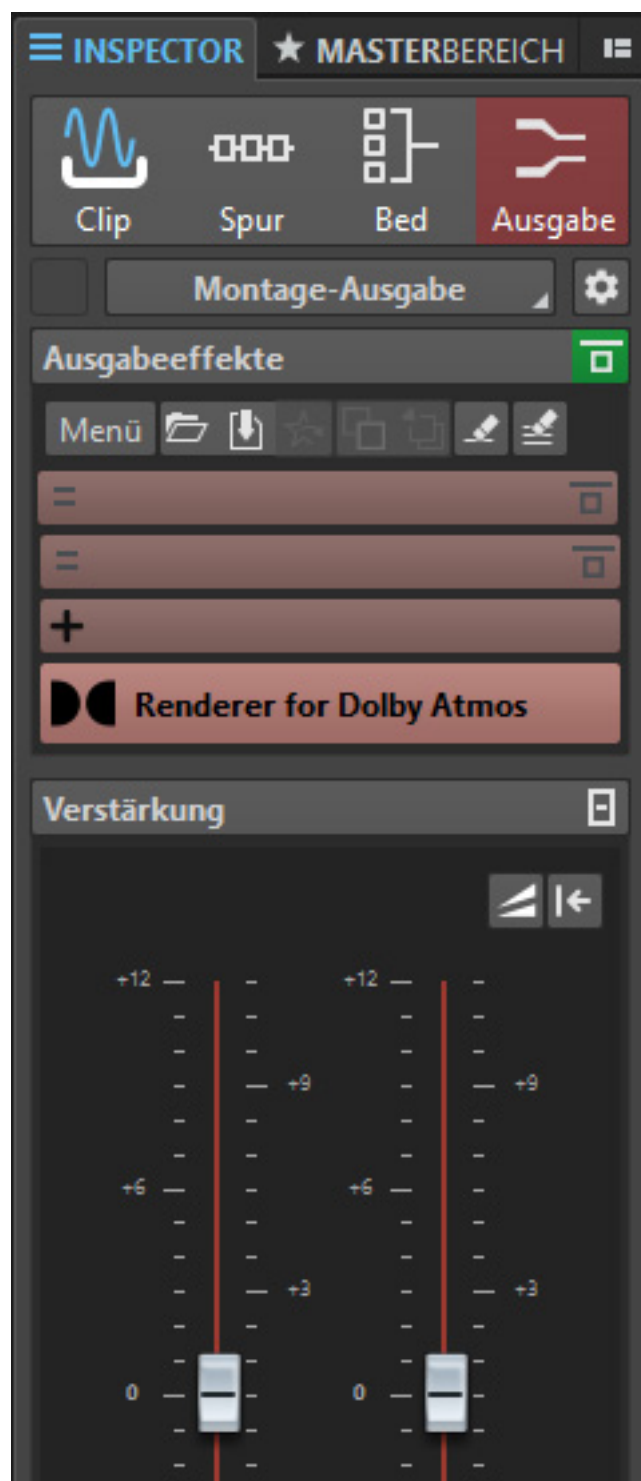 INSPECTOR MASTERBEREICH
Clip Spur Bed Ausgabe
Montage-Ausgabe
Ausgabeeffekte
Menü
Renderer for Dolby Atmos
Verstärkung
+12 +12
+9 +9
+6 +6
+3 +3
0 0